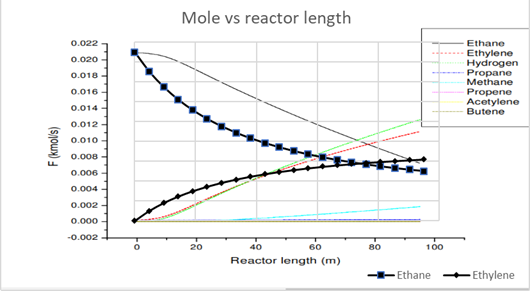 Mole vs reactor length
Ethane
Ethylene
Hydrogen
Propane
Methane
Propene
Acetylene
Butene
F (kmol/s)
0.022
0.020
0.018
0.016
0.014
0.012
0.010
0.008
0.006
0.004
0.002
0.000
-0.002
0 20 40 60 80 100
Reactor length (m)
Ethane Ethylene